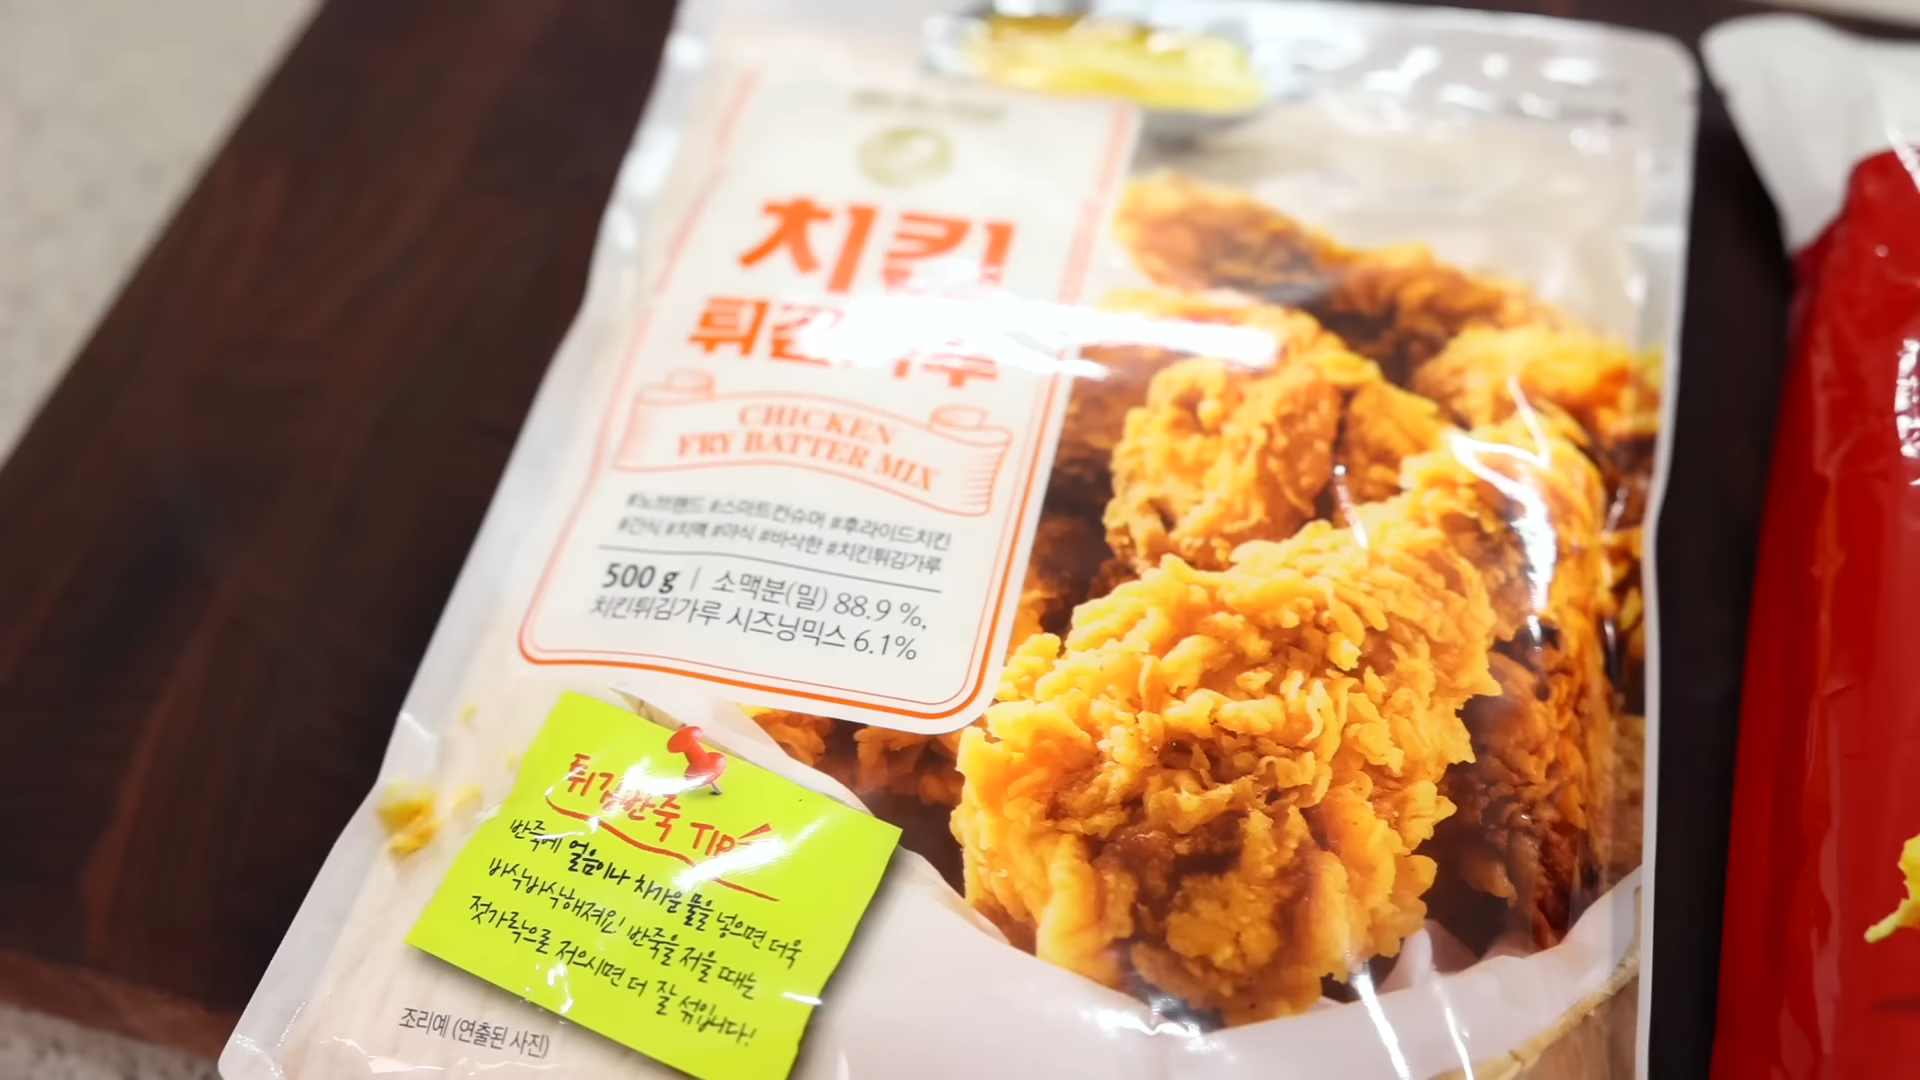 치킨
튀김가루
CHICKEN
FRY BATTER MIX
#노브랜드 #스마트컨슈머 #후라이드치킨
#간식 #치맥 #야식 #바삭한 #치킨튀김가루
500 g | 소맥분(밀) 88.9 %,
치킨튀김가루 시즈닝믹스 6.1%
튀김반죽 TIP
반죽에 얼음이나 차가운 물을 넣으면 더욱
바삭바삭해져요! 반죽을 저을 때는
젓가락으로 저으시면 더 잘 섞입니다!
조리예 (연출된 사진)